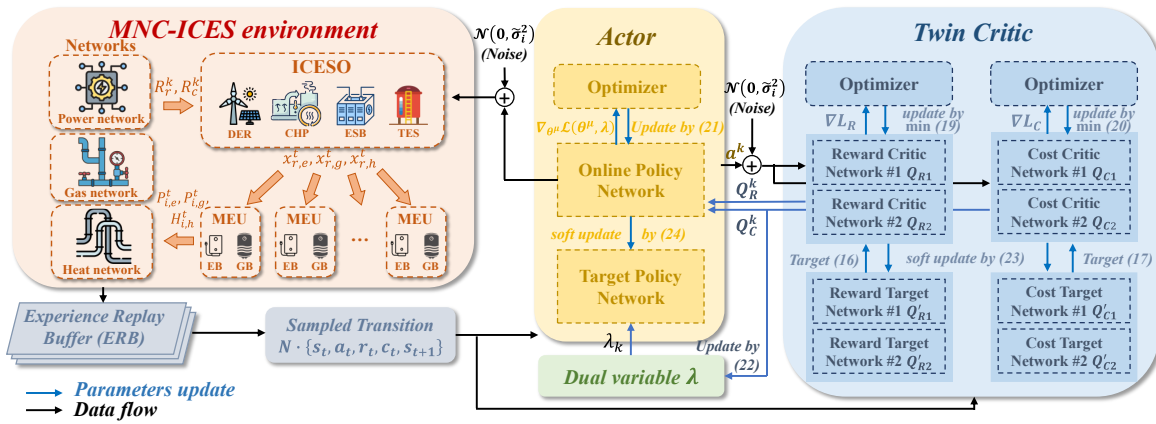 MNC-ICES environment
Networks
Power network
Gas network
Heat network
R_r^k, R_c^k
ICESO
DER
CHP
ESB
TES
x_{r,e}^t, x_{r,g}^t, x_{r,h}^t
P_{i,e}^t, P_{i,g}^t,
H_{i,h}^t
MEU
EB
GB
MEU
EB
GB
...
MEU
EB
GB
𝒩(0, σ̃_i^2)
(Noise)
Actor
Optimizer
∇_{θ^μ} ℒ(θ^μ, λ)
Update by (21)
Online Policy
Network
soft update
by (24)
Target Policy
Network
λ_k
Dual variable λ
Update by
(22)
𝒩(0, σ̃_i^2)
(Noise)
a^k
Q_R^k
Q_C^k
Twin Critic
Optimizer
∇L_R
update by
min (19)
Reward Critic
Network #1 Q_{R1}
Reward Critic
Network #2 Q_{R2}
Target (16)
soft update by (23)
Reward Target
Network #1 Q'_{R1}
Reward Target
Network #2 Q'_{R2}
Optimizer
∇L_C
update by
min (20)
Cost Critic
Network #1 Q_{C1}
Cost Critic
Network #2 Q_{C2}
Target (17)
Cost Target
Network #1 Q'_{C1}
Cost Target
Network #2 Q'_{C2}
Experience Replay
Buffer (ERB)
Sampled Transition
N · {s_t, a_t, r_t, c_t, s_{t+1}}
Parameters update
Data flow